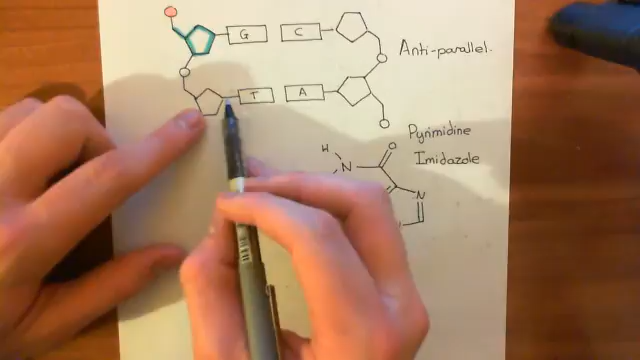 G C
Anti-parallel.
T A
Pyrimidine
Imidazole
H
O
N
N